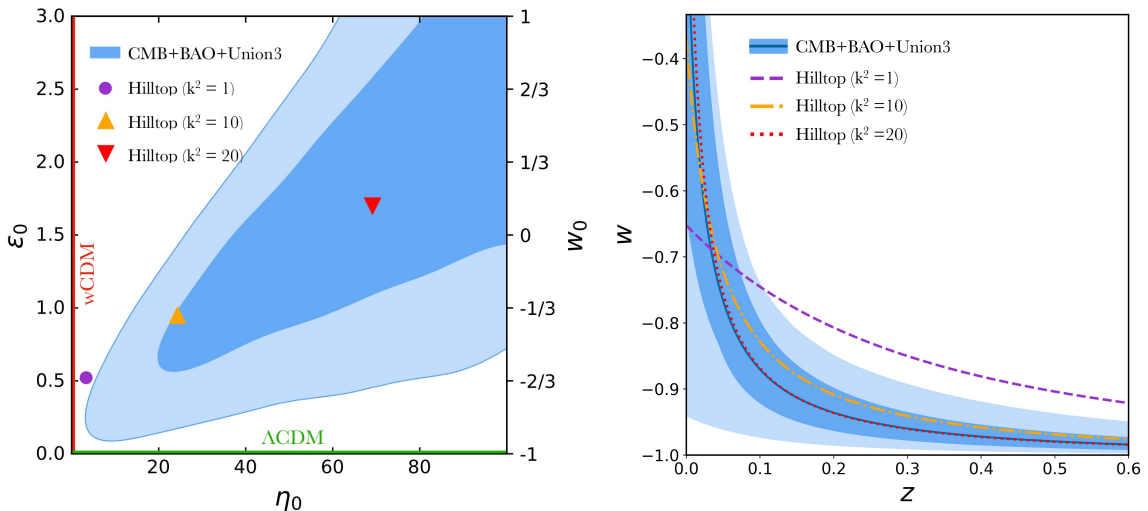 3.0
2.5
2.0
1.5
1.0
0.5
0.0
ε₀
wCDM
CMB+BAO+Union3
Hilltop (k² = 1)
Hilltop (k² = 10)
Hilltop (k² = 20)
ΛCDM
20
40
60
80
η₀
1
2/3
1/3
0
-1/3
-2/3
-1
w₀
−0.4
−0.5
−0.6
−0.7
−0.8
−0.9
−1.0
w
CMB+BAO+Union3
Hilltop (k² =1)
Hilltop (k² =10)
Hilltop (k² =20)
0.0
0.1
0.2
0.3
0.4
0.5
0.6
z